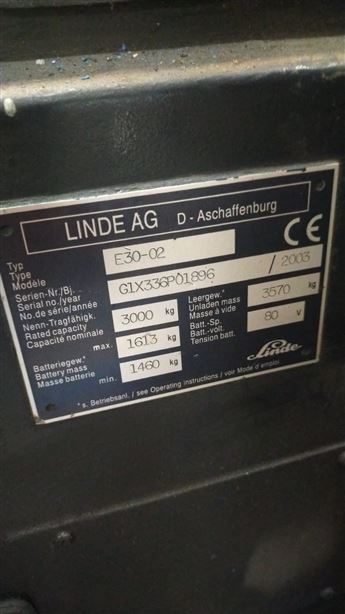 LINDE AG D - Aschaffenburg
CE
Typ
Type
Modèle
E30-02
Serien-Nr./Bj.
Serial no./year
No. de série/année
G1X336P01896 / 2003
Nenn-Tragfähigk.
Rated capacity
Capacité nominale
3000 kg
Leergew.*
Unladen mass
Masse à vide
3570 kg
Batteriegew.*
Battery mass
Masse batterie
max. 1613 kg
min. 1460 kg
Batt.-Sp.
Batt.-volt.
Tension batt.
80 V
Linde
*s. Betriebsanl. / see Operating instructions / voir Mode d'emploi